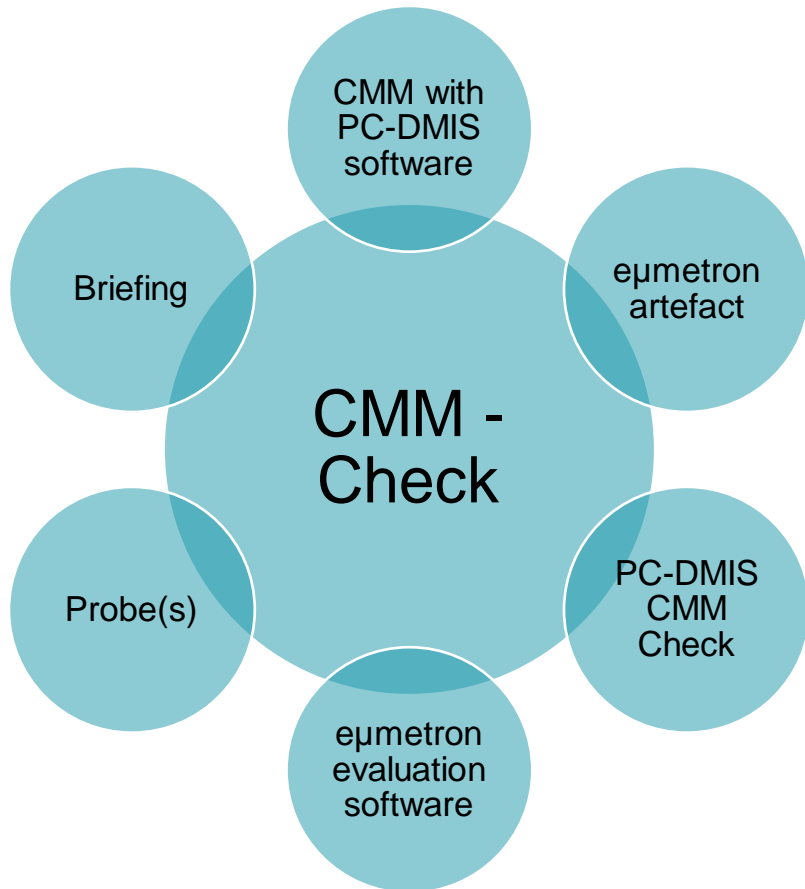 CMM with
PC-DMIS
software
Briefing
eµmetron
artefact
CMM -
Check
Probe(s)
PC-DMIS
CMM
Check
eµmetron
evaluation
software